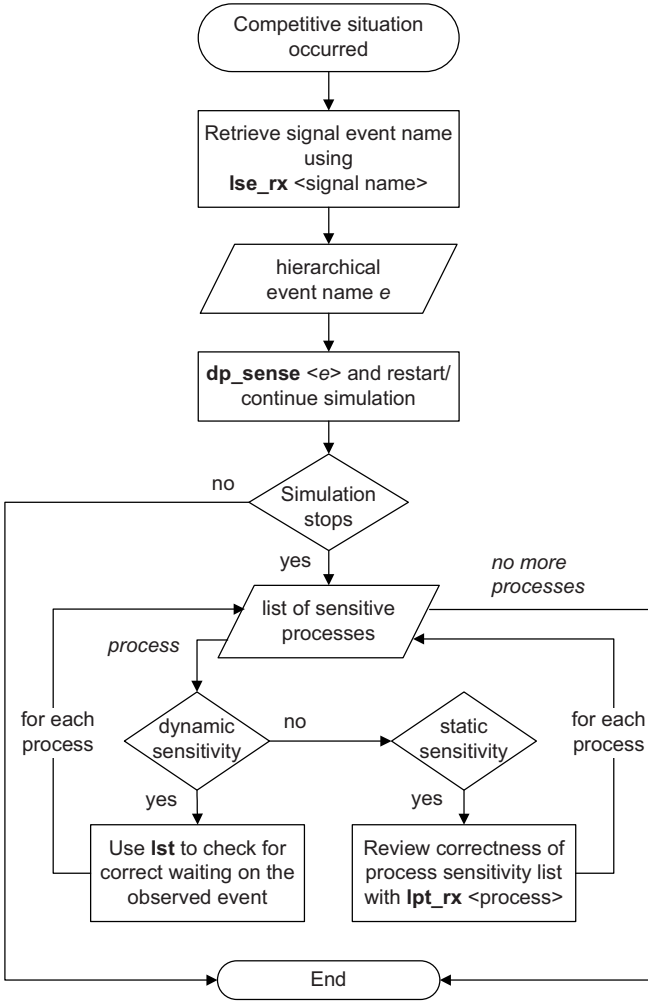 Competitive situation
occurred
Retrieve signal event name
using
lse_rx <signal name>
hierarchical
event name e
dp_sense <e> and restart/
continue simulation
no
Simulation
stops
yes
no more
processes
list of sensitive
processes
process
for each
process
dynamic
sensitivity
no
static
sensitivity
for each
process
yes
yes
Use lst to check for
correct waiting on the
observed event
Review correctness of
process sensitivity list
with lpt_rx <process>
End